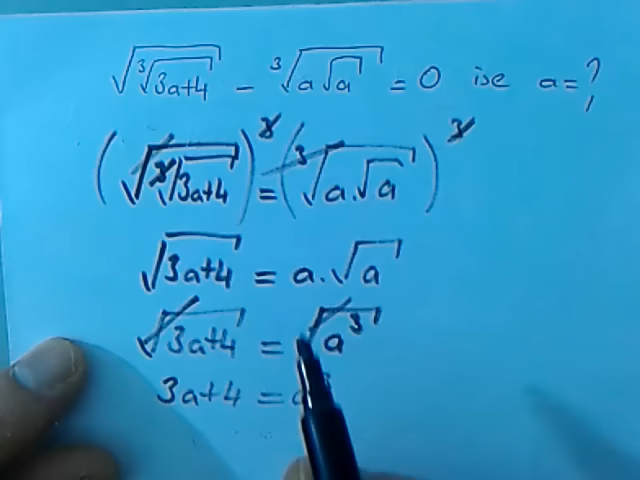 √(∛(3a+4)) - ∛(a√a) = 0 ise a = ?
(√(∛(3a+4)))³ = (∛(a.√a))³
√(3a+4) = a.√a
√(3a+4) = √(a³)
3a+4 = a